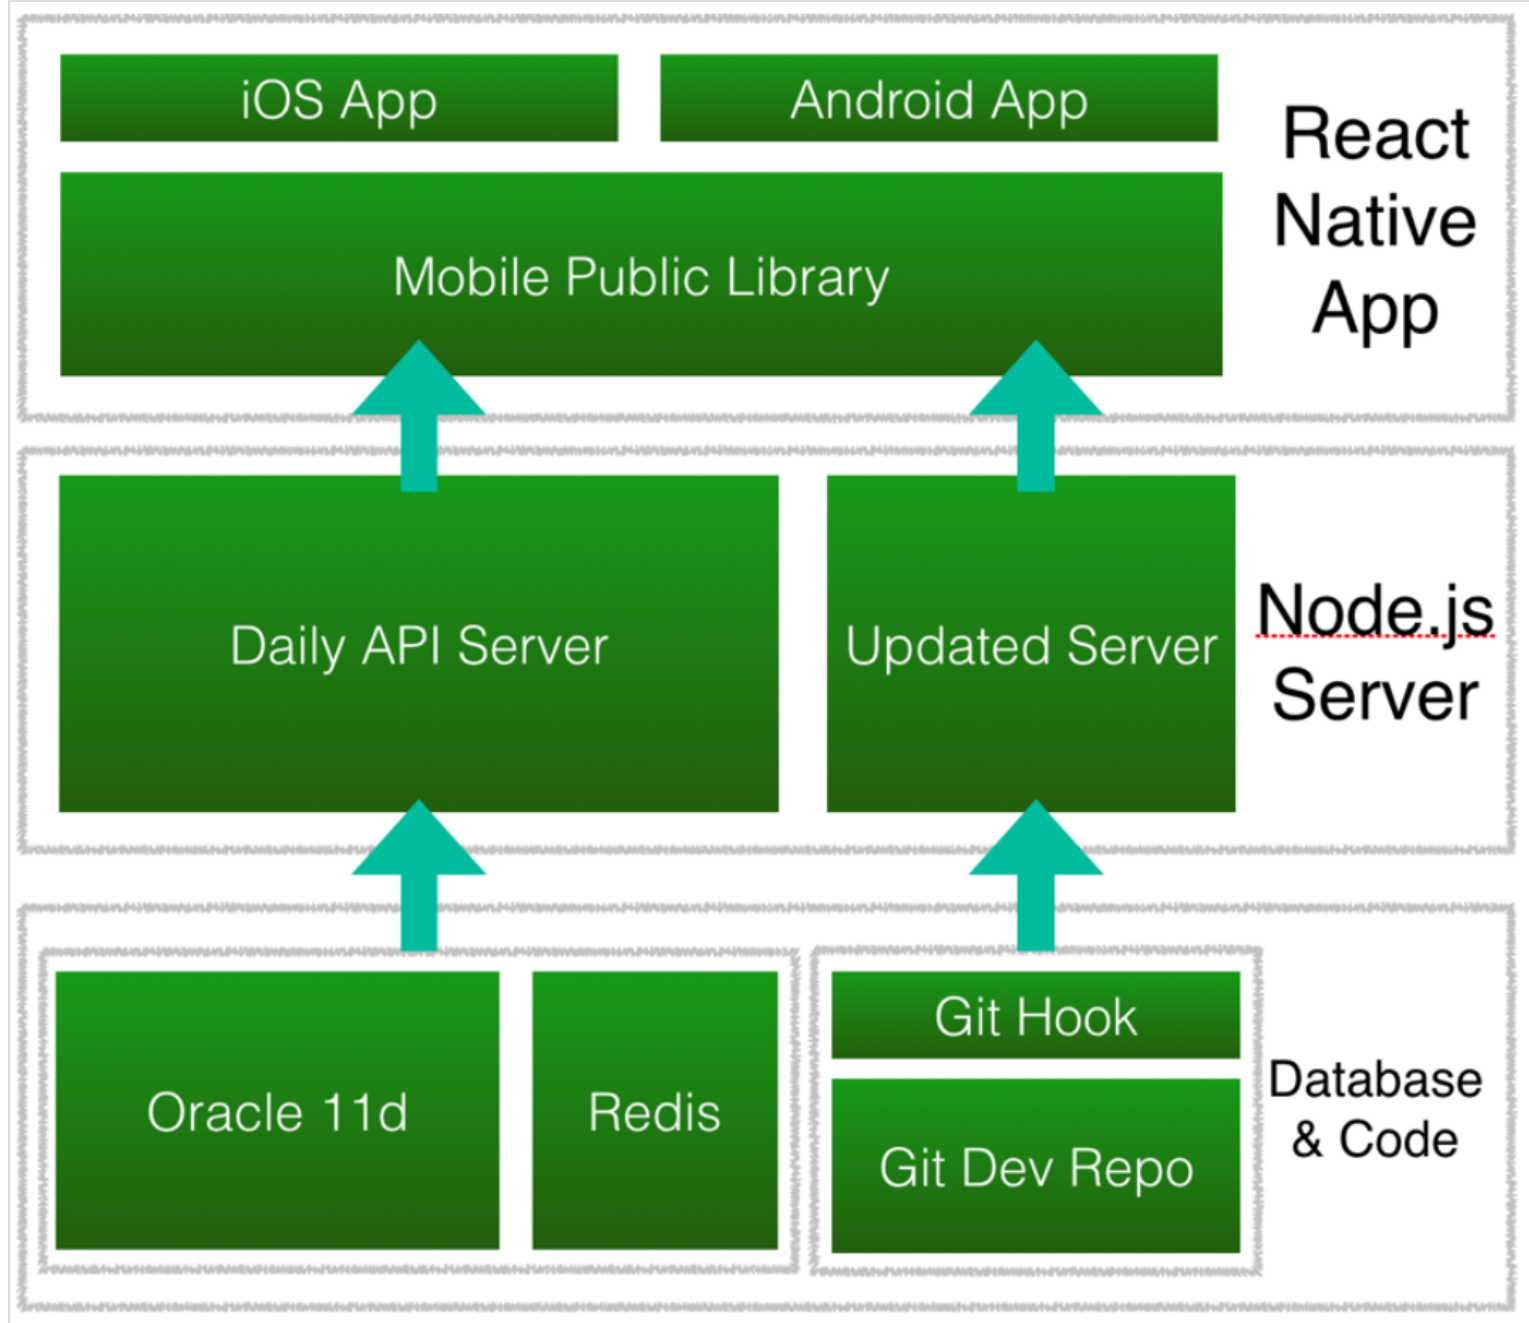 iOS App
Android App
React
Native
App
Mobile Public Library
Daily API Server
Updated Server
Node.js
Server
Oracle 11d
Redis
Git Hook
Git Dev Repo
Database
& Code